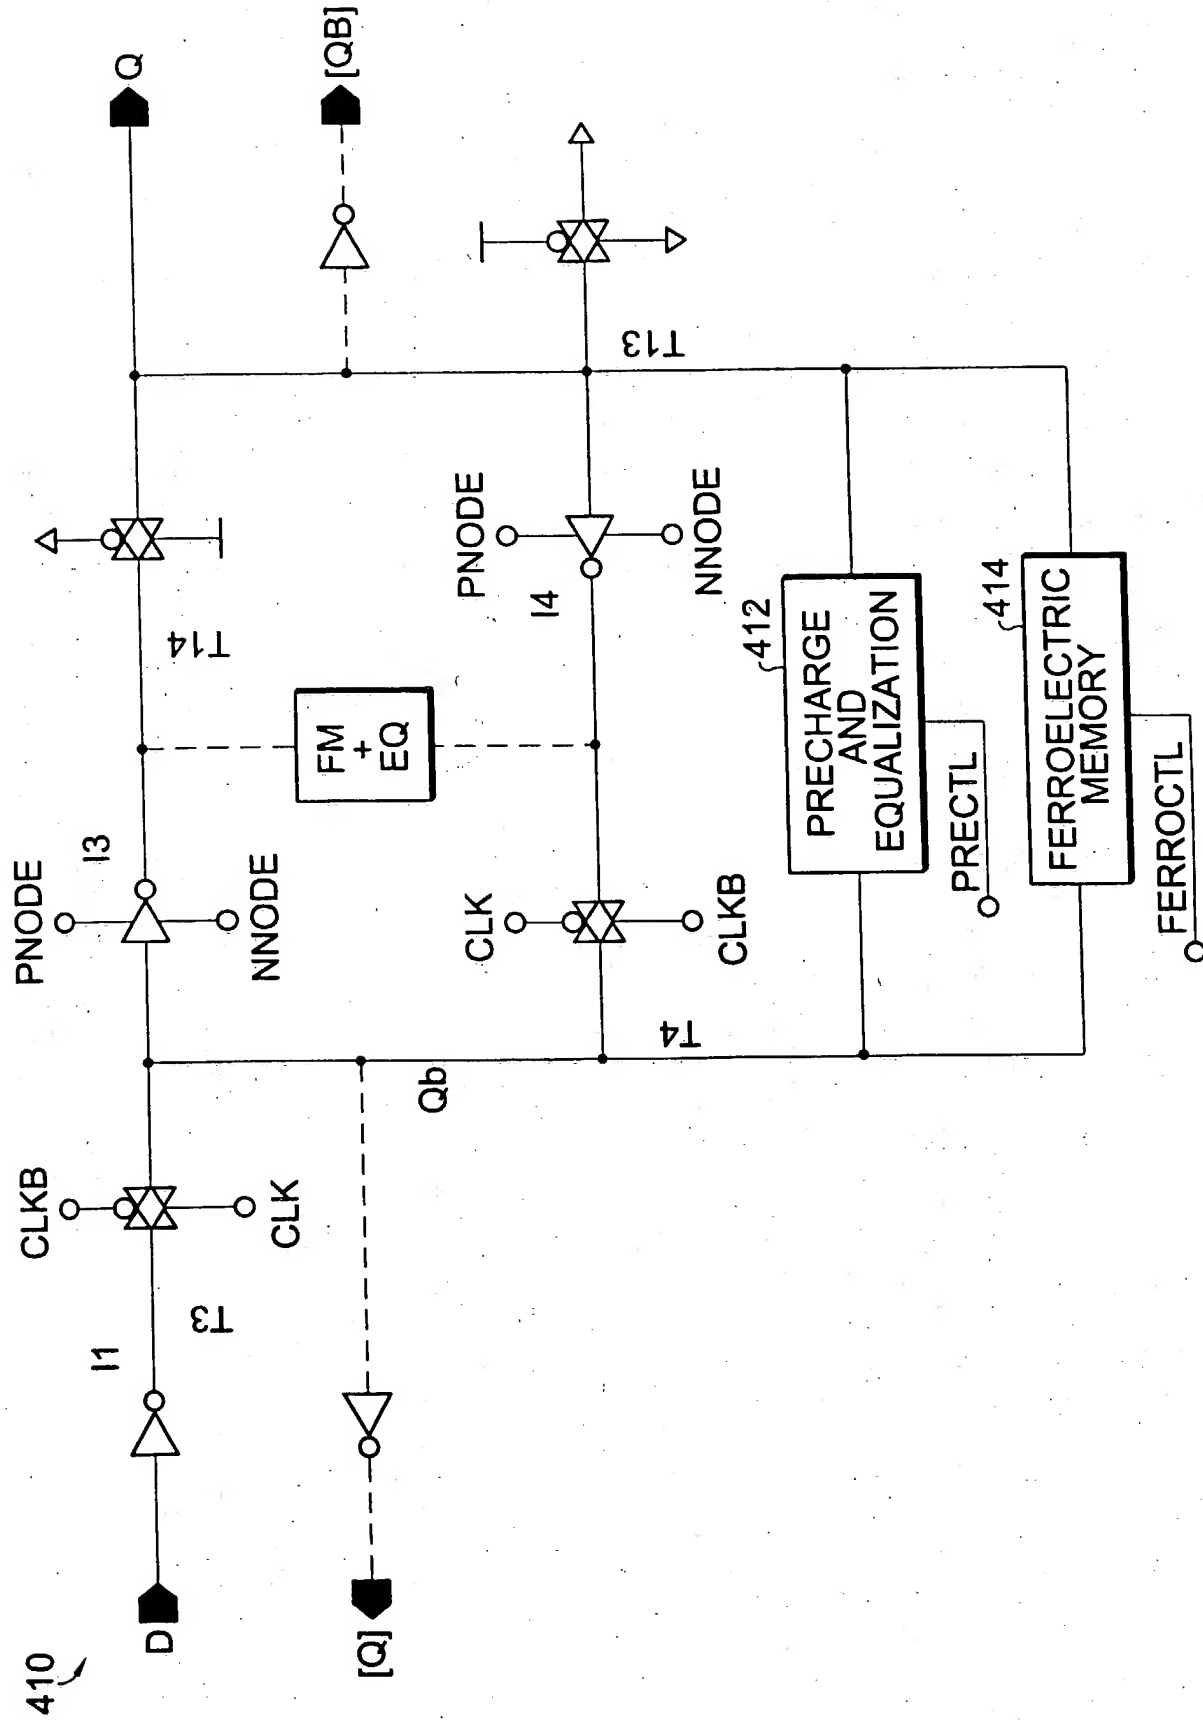 410
D
[Q]
I1
T3
CLKB
CLK
Qb
T4
PNODE
I3
NNODE
CLK
CLKB
FM
+
EQ
T14
PNODE
I4
NNODE
412
PRECHARGE
AND
EQUALIZATION
PRECTL
414
FERROELECTRIC
MEMORY
FERROCTL
T13
Q
[QB]